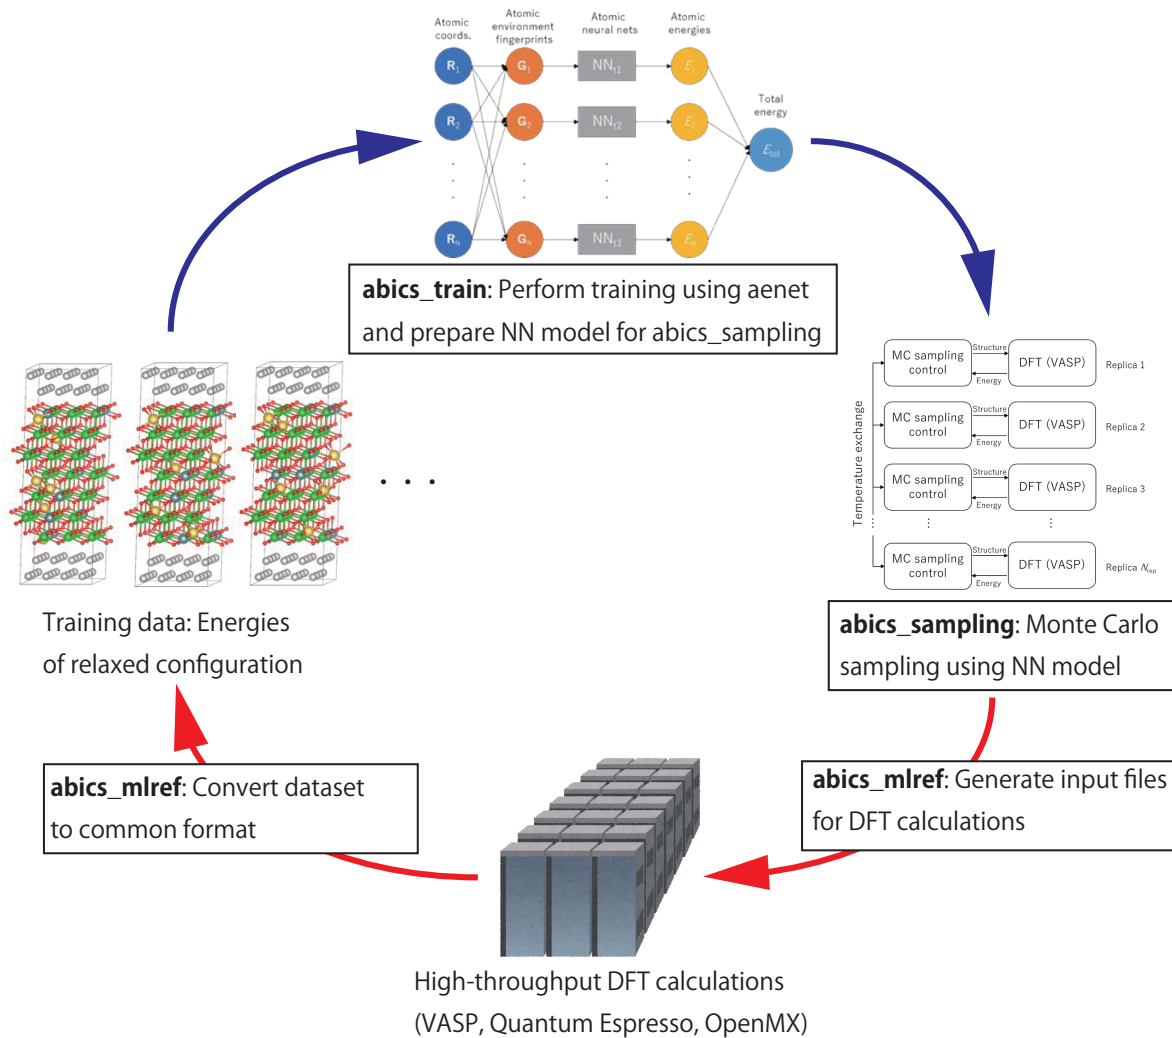 Atomic
coords.
Atomic
environment
fingerprints
Atomic
neural nets
Atomic
energies
R1
G1
NNt1
E1
Total
energy
R2
G2
NNt2
E2
Etot
RN
GN
NNt3
En
abics_train: Perform training using aenet
and prepare NN model for abics_sampling
Temperature exchange
MC sampling
control
Structure
Energy
DFT (VASP)
Replica 1
MC sampling
control
Structure
Energy
DFT (VASP)
Replica 2
MC sampling
control
Structure
Energy
DFT (VASP)
Replica 3
MC sampling
control
Structure
Energy
DFT (VASP)
Replica Nrep
. . .
Training data: Energies
of relaxed configuration
abics_sampling: Monte Carlo
sampling using NN model
abics_mlref: Convert dataset
to common format
abics_mlref: Generate input files
for DFT calculations
High-throughput DFT calculations
(VASP, Quantum Espresso, OpenMX)